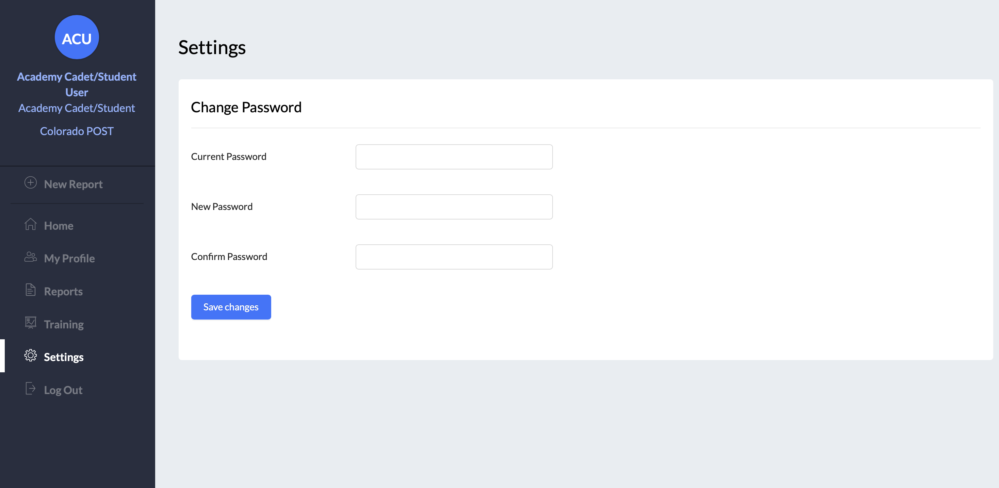 ACU
Academy Cadet/Student
User
Academy Cadet/Student
Colorado POST
New Report
Home
My Profile
Reports
Training
Settings
Log Out
Settings
Change Password
Current Password
New Password
Confirm Password
Save changes